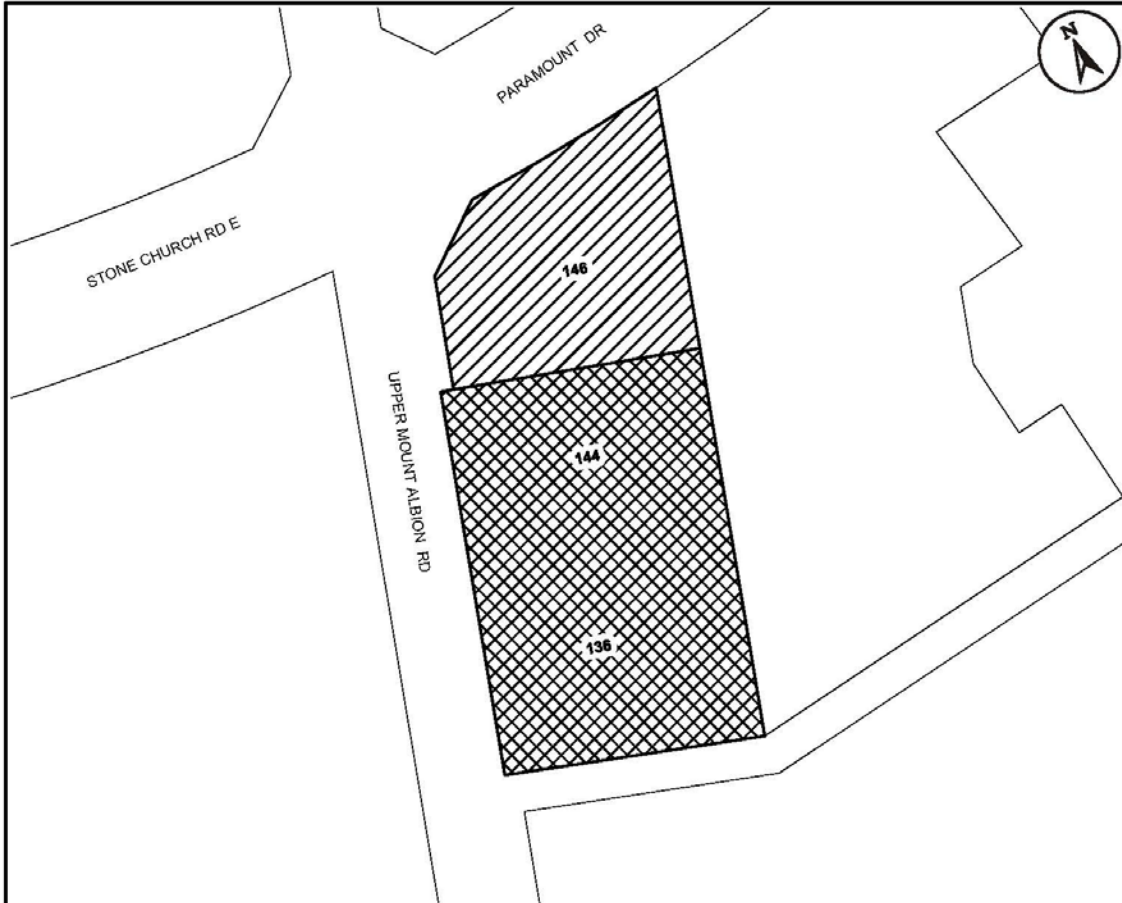 N
PARAMOUNT DR
STONE CHURCH RD E
146
UPPER MOUNT ALBION RD
144
136